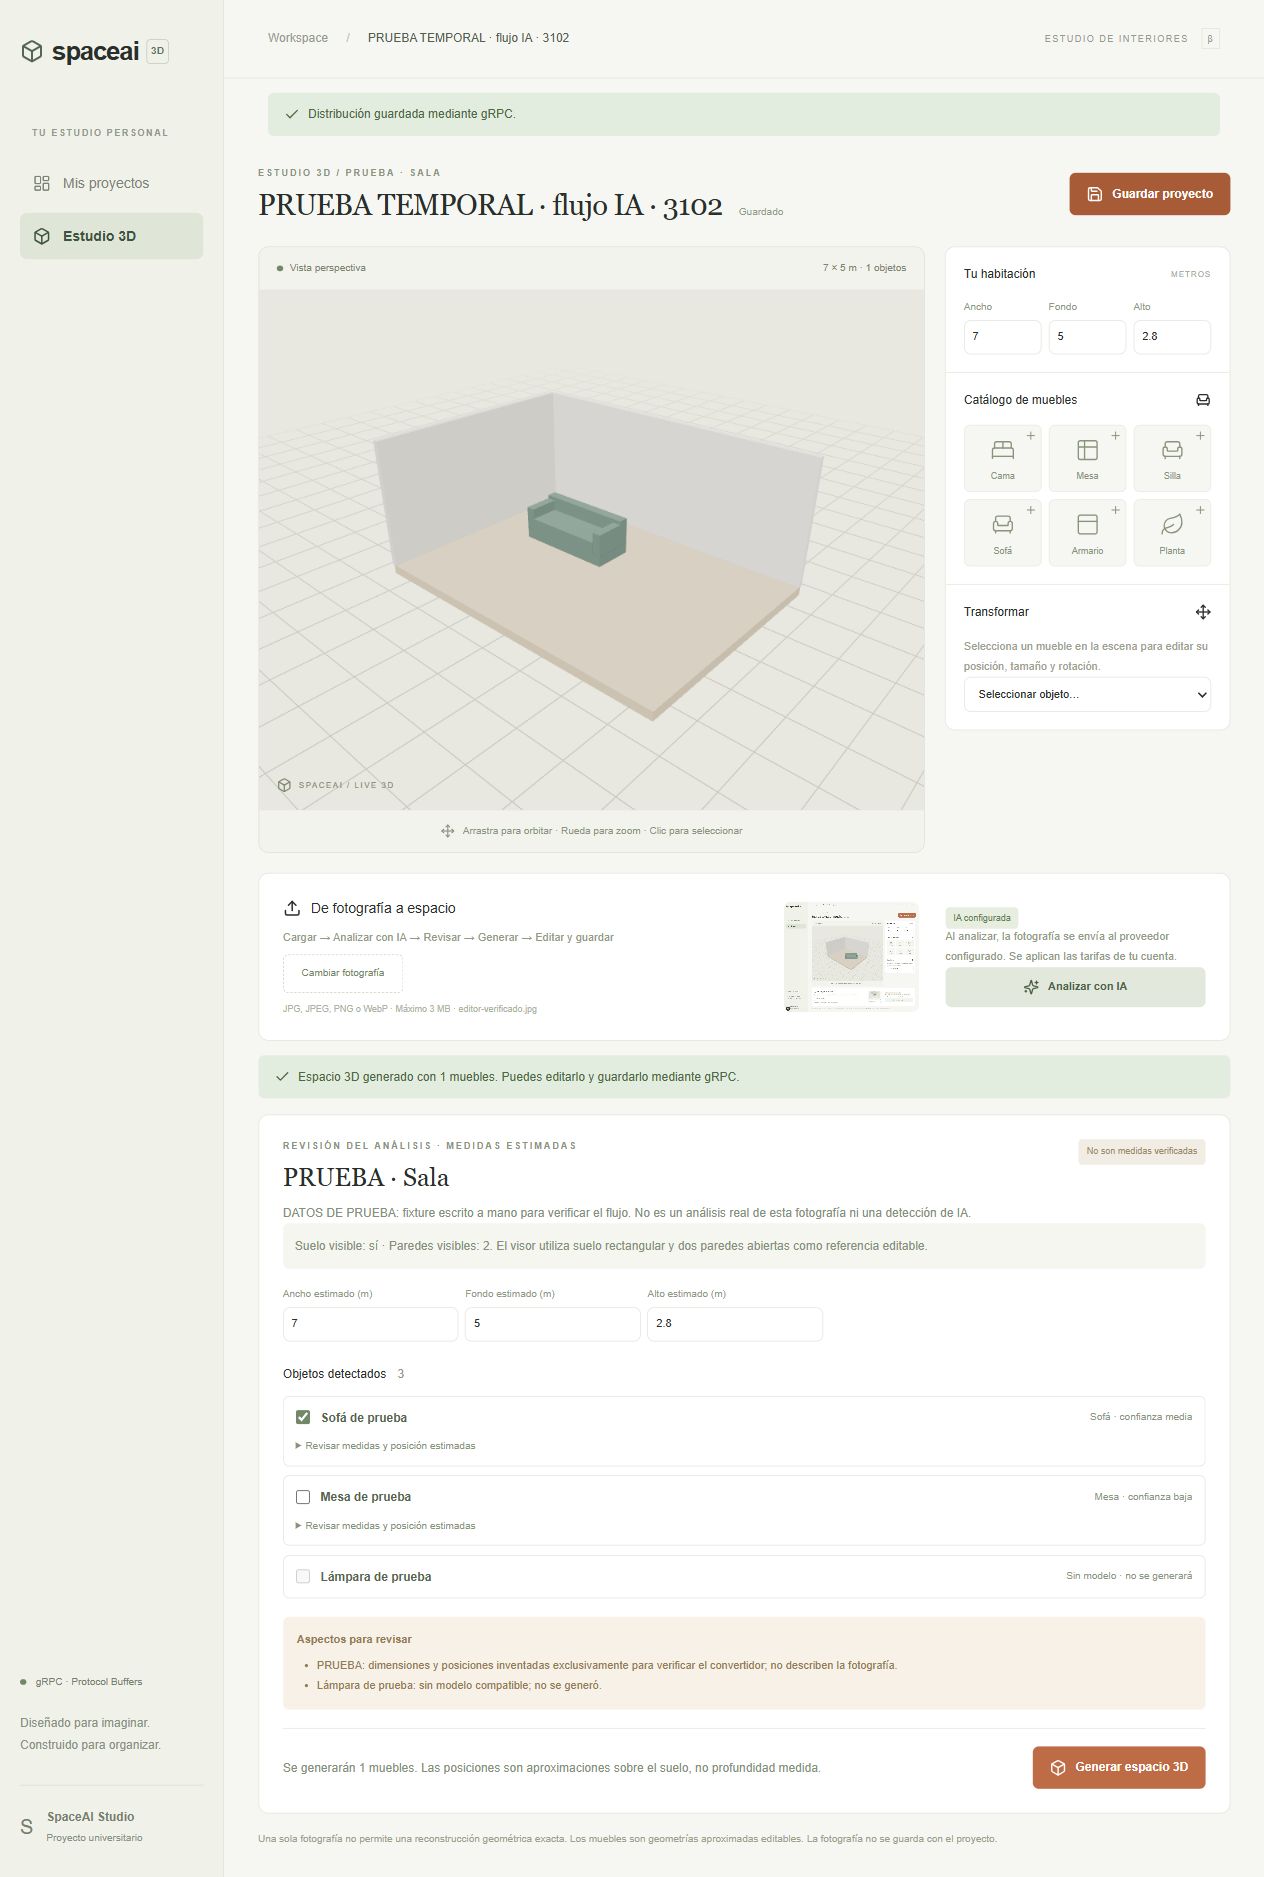 spaceai 3D
TU ESTUDIO PERSONAL
Mis proyectos
Estudio 3D
gRPC · Protocol Buffers
Diseñado para imaginar.
Construido para organizar.
S
SpaceAI Studio
Proyecto universitario
Workspace / PRUEBA TEMPORAL · flujo IA · 3102
ESTUDIO DE INTERIORES β
Distribución guardada mediante gRPC.
ESTUDIO 3D / PRUEBA · SALA
PRUEBA TEMPORAL · flujo IA · 3102 Guardado
Guardar proyecto
Vista perspectiva
7 × 5 m · 1 objetos
SPACEAI / LIVE 3D
Arrastra para orbitar · Rueda para zoom · Clic para seleccionar
Tu habitación METROS
Ancho Fondo Alto
7 5 2.8
Catálogo de muebles
Cama Mesa Silla
Sofá Armario Planta
Transformar
Selecciona un mueble en la escena para editar su
posición, tamaño y rotación.
Seleccionar objeto...
De fotografía a espacio
Cargar → Analizar con IA → Revisar → Generar → Editar y guardar
Cambiar fotografía
JPG, JPEG, PNG o WebP · Máximo 3 MB · editor-verificado.jpg
IA configurada
Al analizar, la fotografía se envía al proveedor
configurado. Se aplican las tarifas de tu cuenta.
Analizar con IA
Espacio 3D generado con 1 muebles. Puedes editarlo y guardarlo mediante gRPC.
REVISIÓN DEL ANÁLISIS · MEDIDAS ESTIMADAS
No son medidas verificadas
PRUEBA · Sala
DATOS DE PRUEBA: fixture escrito a mano para verificar el flujo. No es un análisis real de esta fotografía ni una detección de IA.
Suelo visible: sí · Paredes visibles: 2. El visor utiliza suelo rectangular y dos paredes abiertas como referencia editable.
Ancho estimado (m) Fondo estimado (m) Alto estimado (m)
7 5 2.8
Objetos detectados 3
Sofá de prueba Sofá · confianza media
Revisar medidas y posición estimadas
Mesa de prueba Mesa · confianza baja
Revisar medidas y posición estimadas
Lámpara de prueba Sin modelo · no se generará
Aspectos para revisar
• PRUEBA: dimensiones y posiciones inventadas exclusivamente para verificar el convertidor; no describen la fotografía.
• Lámpara de prueba: sin modelo compatible; no se generó.
Se generarán 1 muebles. Las posiciones son aproximaciones sobre el suelo, no profundidad medida.
Generar espacio 3D
Una sola fotografía no permite una reconstrucción geométrica exacta. Los muebles son geometrías aproximadas editables. La fotografía no se guarda con el proyecto.